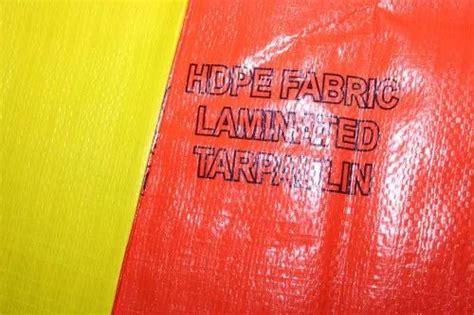 HDPE FABRIC
LAMINATED
TARPAULIN